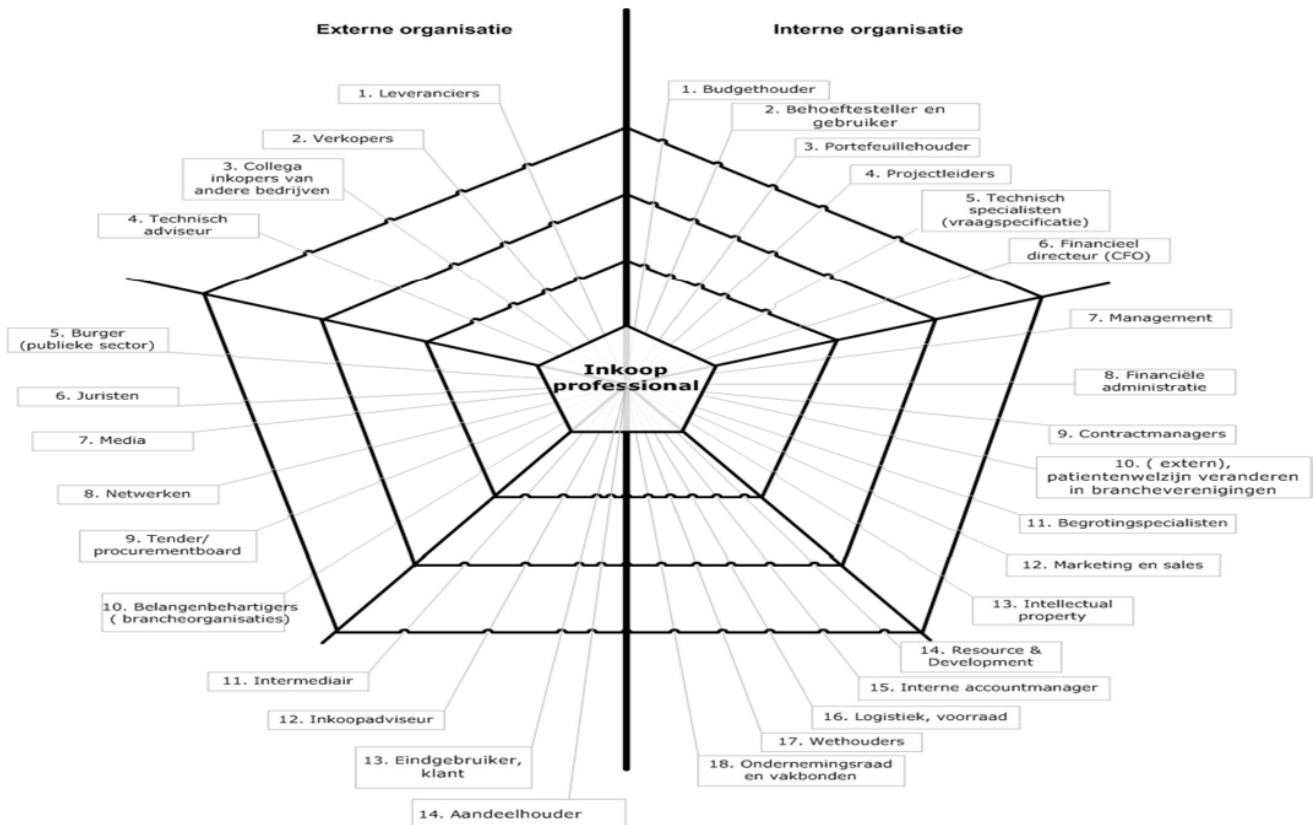 Externe organisatie
1. Leveranciers
2. Verkopers
3. Collega
inkopers van
andere bedrijven
4. Technisch
adviseur
5. Burger
(publieke sector)
6. Juristen
7. Media
8. Netwerken
9. Tender/
procurementboard
10. Belangenbehartigers
( brancheorganisaties)
11. Intermediair
12. Inkoopadviseur
13. Eindgebruiker,
klant
14. Aandeelhouder
Inkoop
professional
Interne organisatie
1. Budgethouder
2. Behoeftesteller en
gebruiker
3. Portefeuillehouder
4. Projectleiders
5. Technisch
specialisten
(vraagspecificatie)
6. Financieel
directeur (CFO)
7. Management
8. Financiële
administratie
9. Contractmanagers
10. ( extern),
patientenwelzijn veranderen
in brancheverenigingen
11. Begrotingspecialisten
12. Marketing en sales
13. Intellectual
property
14. Resource &
Development
15. Interne accountmanager
16. Logistiek, voorraad
17. Wethouders
18. Ondernemingsraad
en vakbonden